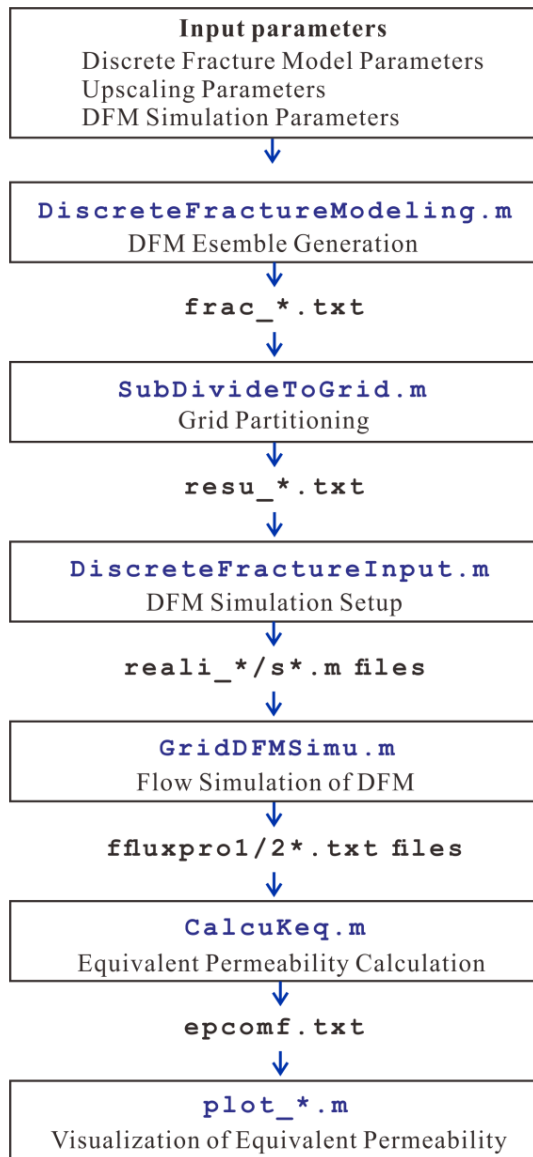 Input parameters
Discrete Fracture Model Parameters
Upscaling Parameters
DFM Simulation Parameters
DiscreteFractureModeling.m
DFM Esemble Generation
frac_*.txt
SubDivideToGrid.m
Grid Partitioning
resu_*.txt
DiscreteFractureInput.m
DFM Simulation Setup
reali_*/s*.m files
GridDFMSimu.m
Flow Simulation of DFM
ffluxpro1/2*.txt files
CalcuKeq.m
Equivalent Permeability Calculation
epcomf.txt
plot_*.m
Visualization of Equivalent Permeability